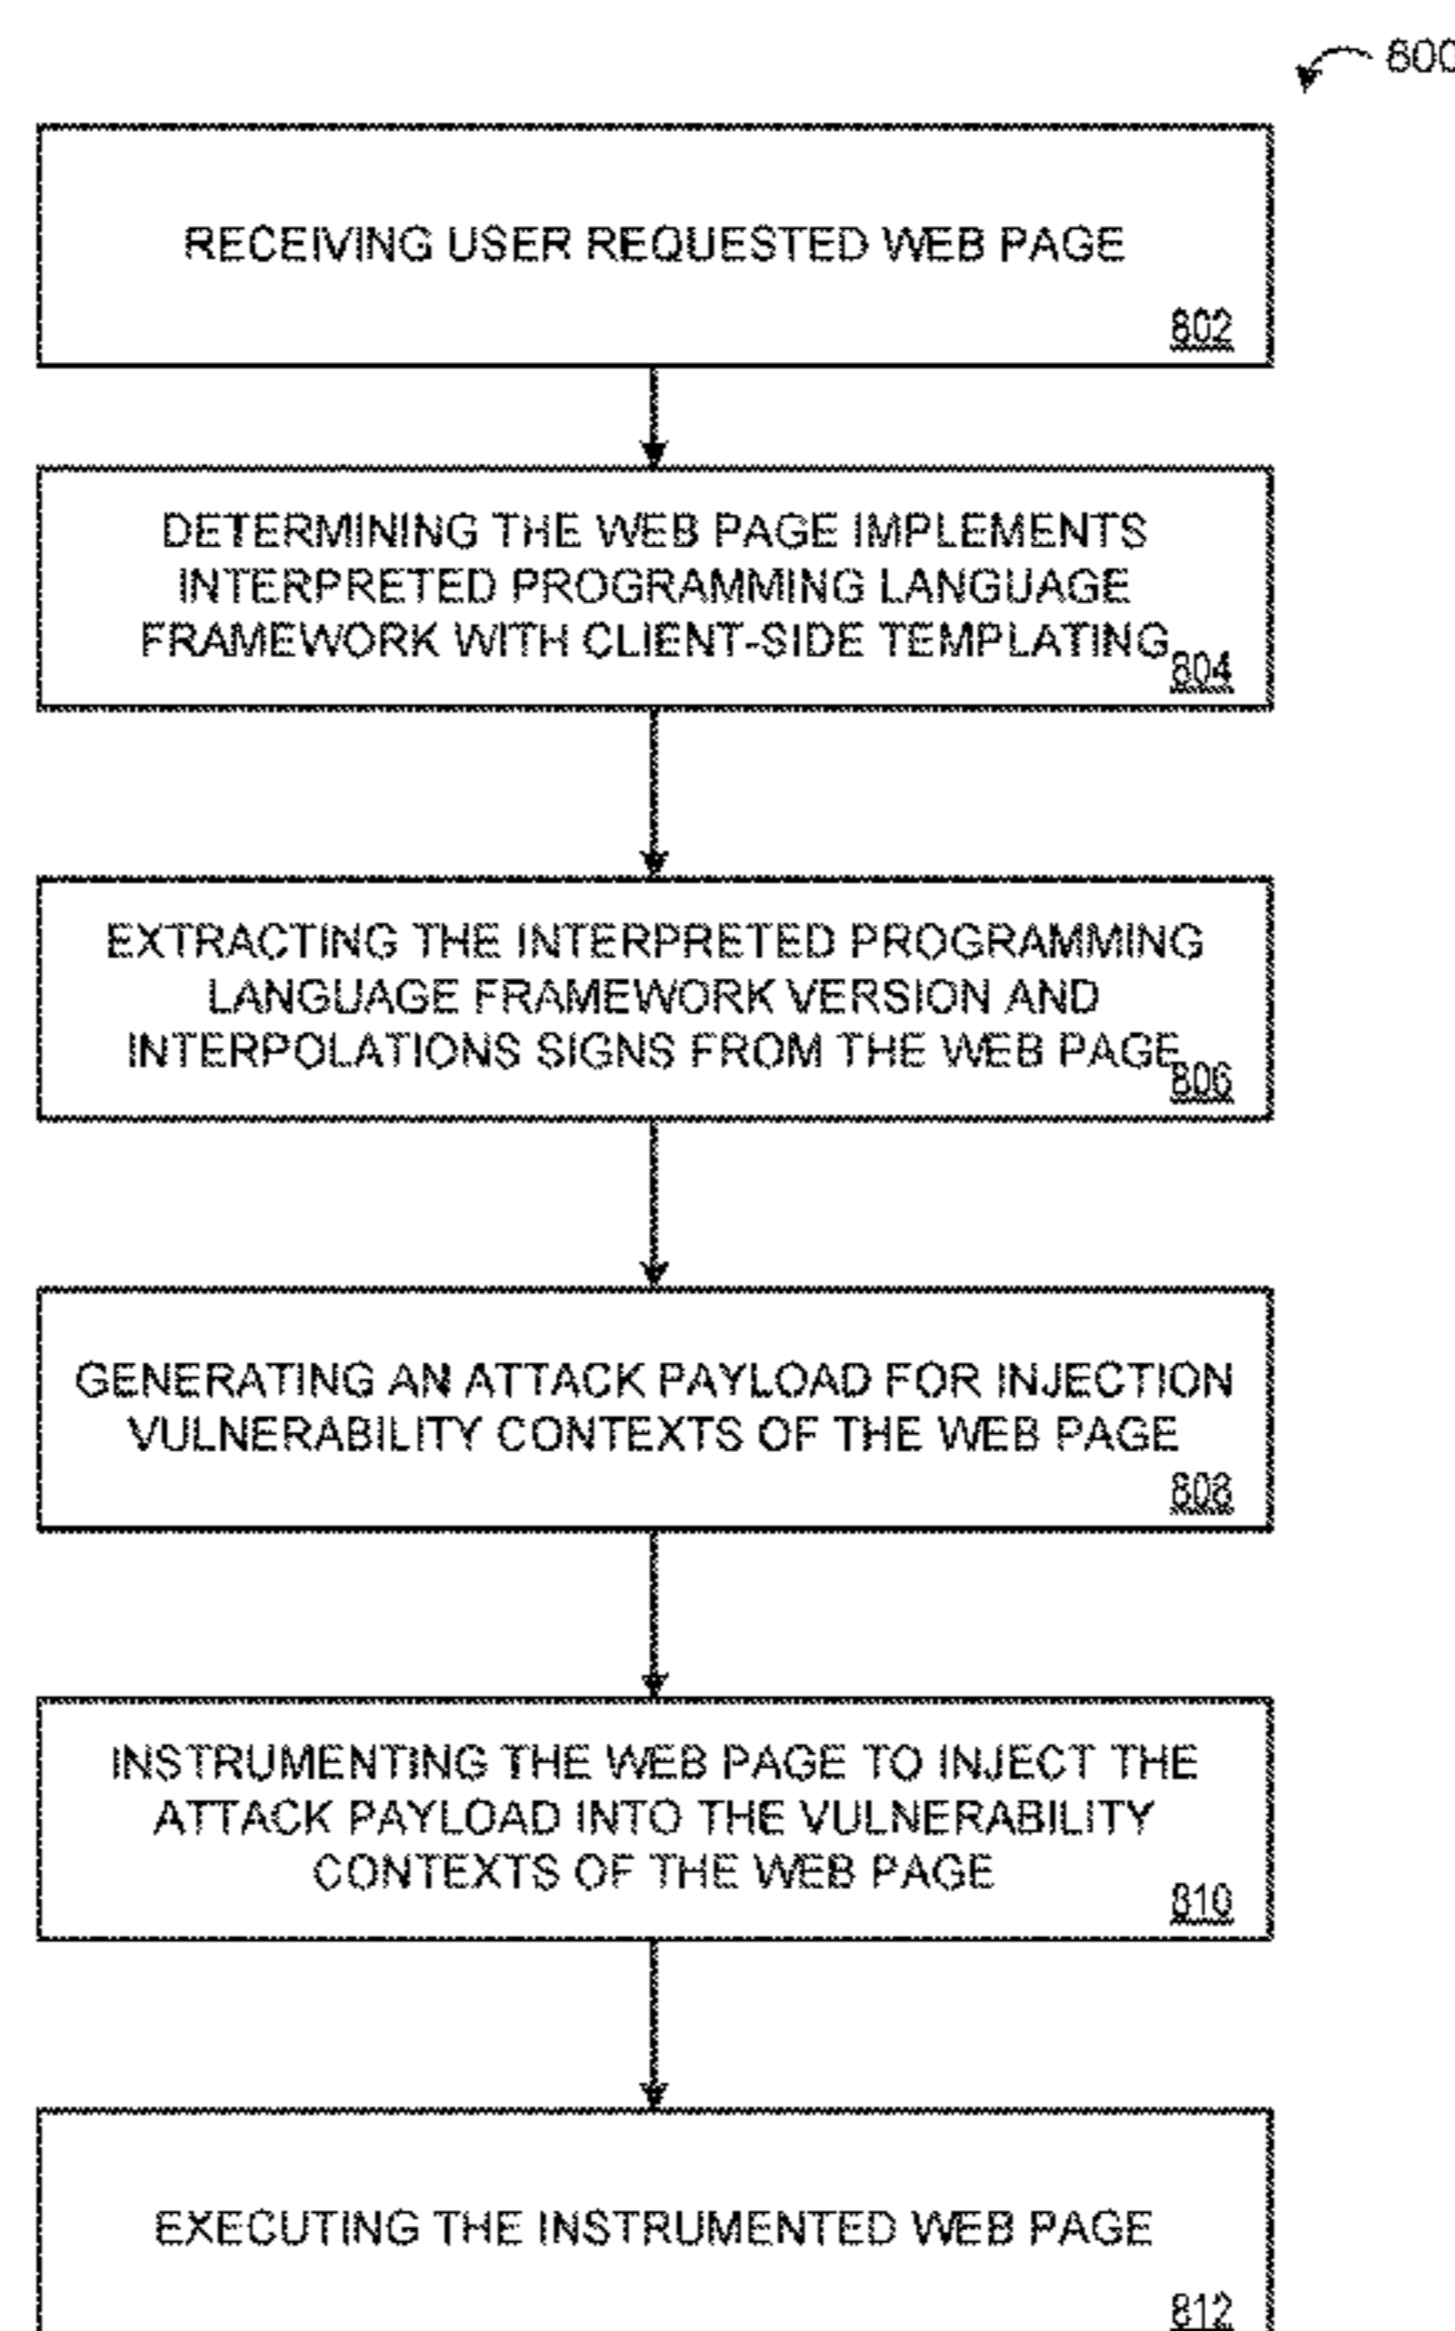 800
RECEIVING USER REQUESTED WEB PAGE
802
DETERMINING THE WEB PAGE IMPLEMENTS
INTERPRETED PROGRAMMING LANGUAGE
FRAMEWORK WITH CLIENT-SIDE TEMPLATING
804
EXTRACTING THE INTERPRETED PROGRAMMING
LANGUAGE FRAMEWORK VERSION AND
INTERPOLATIONS SIGNS FROM THE WEB PAGE
806
GENERATING AN ATTACK PAYLOAD FOR INJECTION
VULNERABILITY CONTEXTS OF THE WEB PAGE
808
INSTRUMENTING THE WEB PAGE TO INJECT THE
ATTACK PAYLOAD INTO THE VULNERABILITY
CONTEXTS OF THE WEB PAGE
810
EXECUTING THE INSTRUMENTED WEB PAGE
812